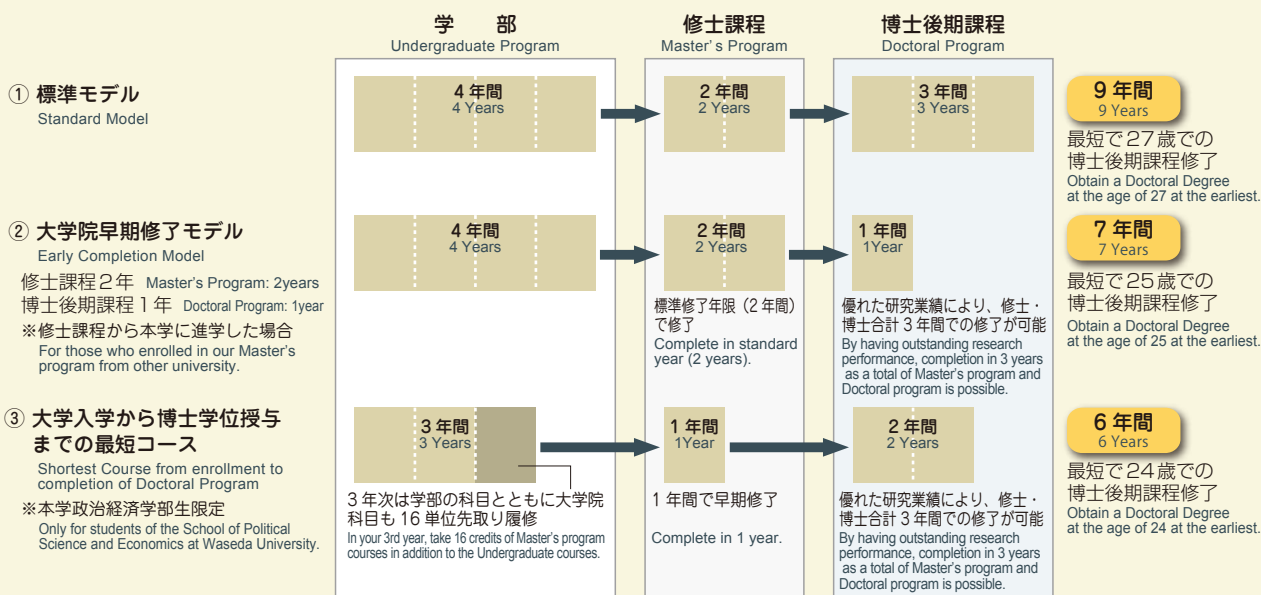 学　部
Undergraduate Program
修士課程
Master's Program
博士後期課程
Doctoral Program
① 標準モデル
Standard Model
4年間
4 Years
2年間
2 Years
3年間
3 Years
9年間
9 Years
最短で27歳での
博士後期課程修了
Obtain a Doctoral Degree
at the age of 27 at the earliest.
② 大学院早期修了モデル
Early Completion Model
修士課程2年 Master's Program: 2years
博士後期課程1年 Doctoral Program: 1year
※修士課程から本学に進学した場合
For those who enrolled in our Master's
program from other university.
4年間
4 Years
2年間
2 Years
標準修了年限（2年間）
で修了
Complete in standard
year (2 years).
1年間
1Year
優れた研究業績により、修士・
博士合計3年間での修了が可能
By having outstanding research
performance, completion in 3 years
as a total of Master's program and
Doctoral program is possible.
7年間
7 Years
最短で25歳での
博士後期課程修了
Obtain a Doctoral Degree
at the age of 25 at the earliest.
③ 大学入学から博士学位授与
までの最短コース
Shortest Course from enrollment to
completion of Doctoral Program
※本学政治経済学部生限定
Only for students of the School of Political
Science and Economics at Waseda University.
3年間
3 Years
3年次は学部の科目とともに大学院
科目も16単位先取り履修
In your 3rd year, take 16 credits of Master's program
courses in addition to the Undergraduate courses.
1年間
1Year
1年間で早期修了
Complete in 1 year.
2年間
2 Years
優れた研究業績により、修士・
博士合計3年間での修了が可能
By having outstanding research
performance, completion in 3 years
as a total of Master's program and
Doctoral program is possible.
6年間
6 Years
最短で24歳での
博士後期課程修了
Obtain a Doctoral Degree
at the age of 24 at the earliest.